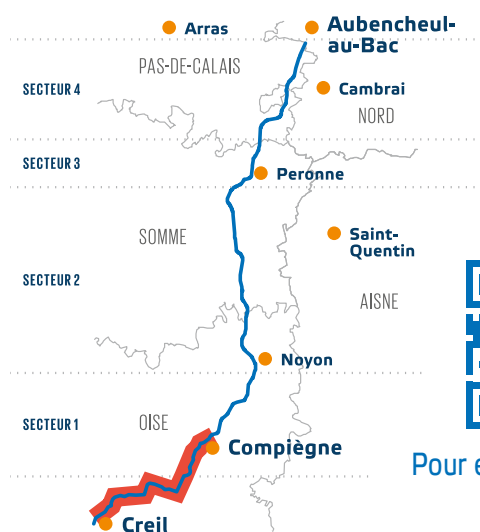 Arras
Aubencheul-
au-Bac
PAS-DE-CALAIS
SECTEUR 4
Cambrai
NORD
SECTEUR 3
Peronne
SOMME
Saint-
Quentin
SECTEUR 2
AISNE
Noyon
SECTEUR 1
OISE
Compiègne
Pour e
Creil